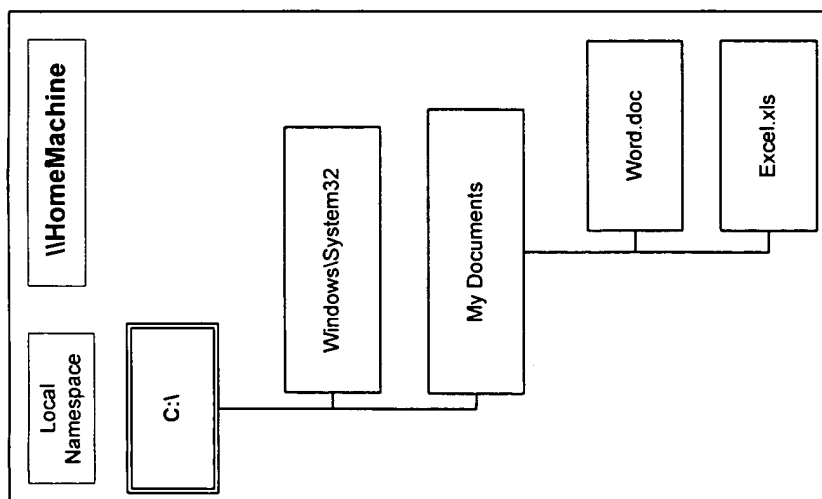 Local
Namespace
\\HomeMachine
C:\
Windows\System32
My Documents
Word.doc
Excel.xls